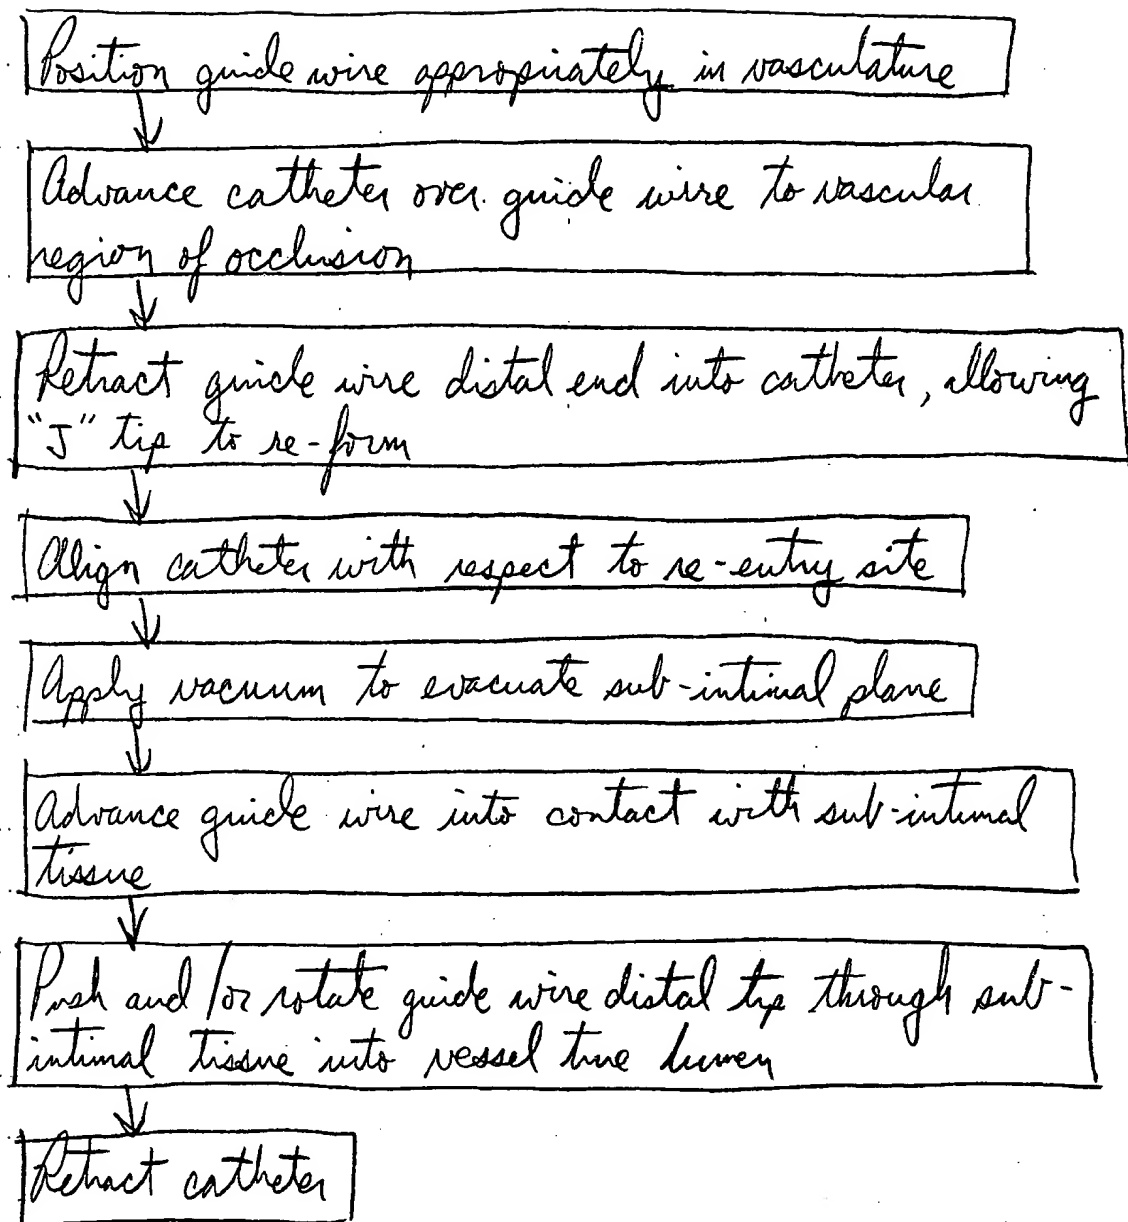 Position guide wire appropriately in vasculature
Advance catheter over guide wire to vascular
region of occlusion
Retract guide wire distal end into catheter, allowing
"J" tip to re-form
Align catheter with respect to re-entry site
Apply vacuum to evacuate sub-intimal plane
Advance guide wire into contact with sub-intimal
tissue
Push and/or rotate guide wire distal tip through sub-
intimal tissue into vessel true lumen
Retract catheter